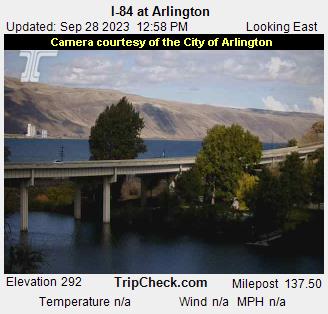 I-84 at Arlington
Updated: Sep 28 2023 12:58 PM Looking East
Camera courtesy of the City of Arlington
Elevation 292 TripCheck.com Milepost 137.50
Temperature n/a Wind n/a MPH n/a